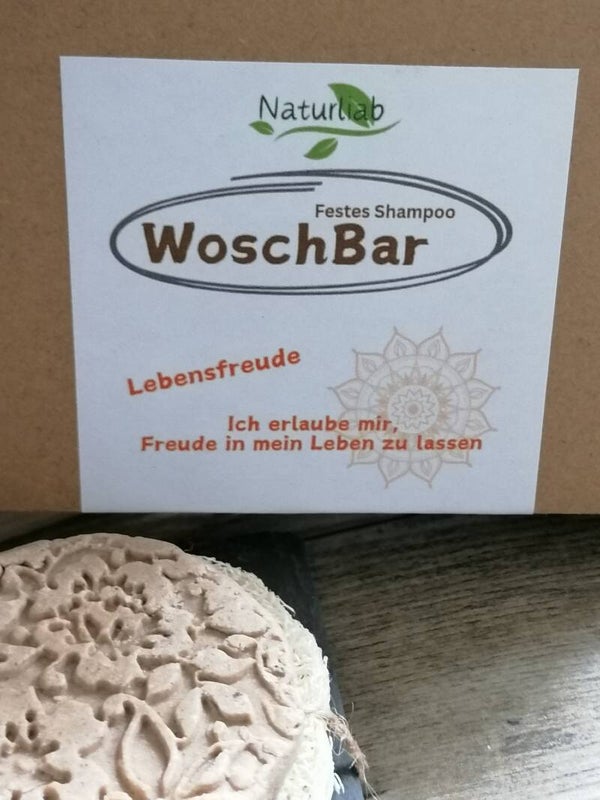 Naturliab
Festes Shampoo
WoschBar
Lebensfreude
Ich erlaube mir,
Freude in mein Leben zu lassen